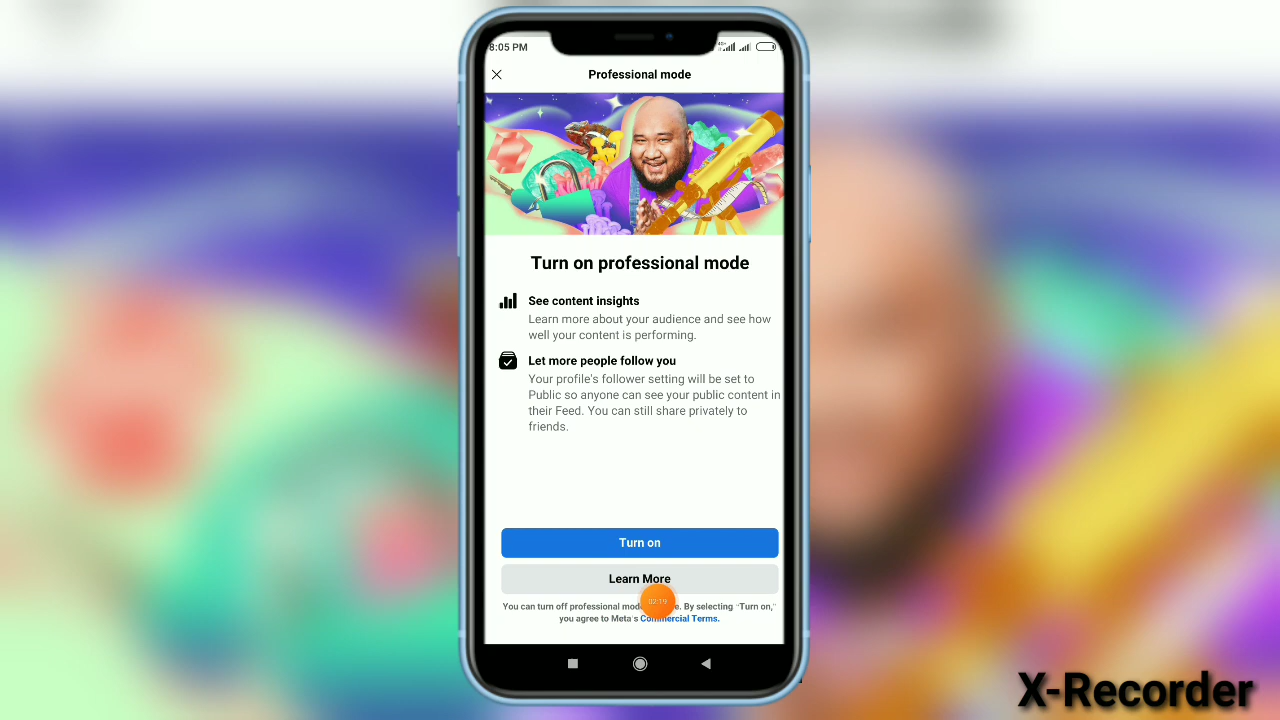 8:05 PM
Professional mode
Turn on professional mode
See content insights
Learn more about your audience and see how
well your content is performing.
Let more people follow you
Your profile's follower setting will be set to
Public so anyone can see your public content in
their Feed. You can still share privately to
friends.
Turn on
Learn More
02:19
You can turn off professional mode. By selecting "Turn on,"
you agree to Meta's Commercial Terms.
X-Recorder